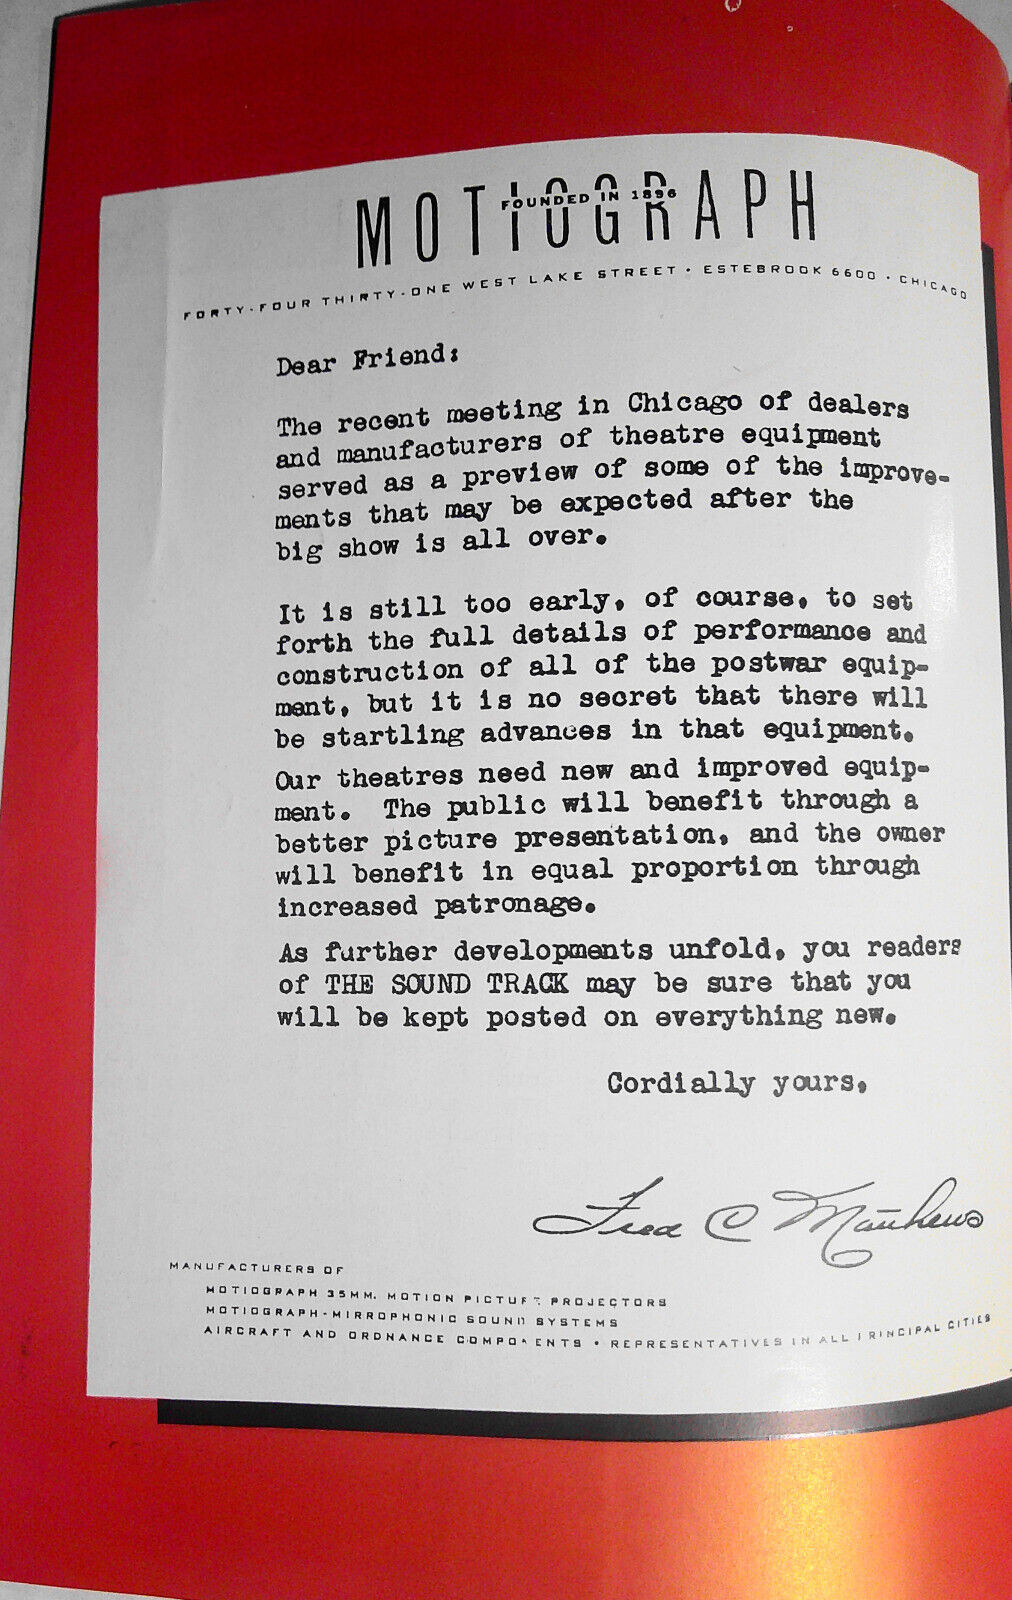 MOTIOGRAPH
FOUNDED IN 1896
FORTY-FOUR THIRTY-ONE WEST LAKE STREET • ESTEBROOK 6600 • CHICAGO
Dear Friend:
The recent meeting in Chicago of dealers
and manufacturers of theatre equipment
served as a preview of some of the improve-
ments that may be expected after the
big show is all over.
It is still too early, of course, to set
forth the full details of performance and
construction of all of the postwar equip-
ment, but it is no secret that there will
be startling advances in that equipment.
Our theatres need new and improved equip-
ment. The public will benefit through a
better picture presentation, and the owner
will benefit in equal proportion through
increased patronage.
As further developments unfold, you readers
of THE SOUND TRACK may be sure that you
will be kept posted on everything new.
Cordially yours,
Fred C Matthews
MANUFACTURERS OF
MOTIOGRAPH 35MM. MOTION PICTURE PROJECTORS
MOTIOGRAPH-MIRROPHONIC SOUND SYSTEMS
AIRCRAFT AND ORDNANCE COMPONENTS • REPRESENTATIVES IN ALL PRINCIPAL CITIES